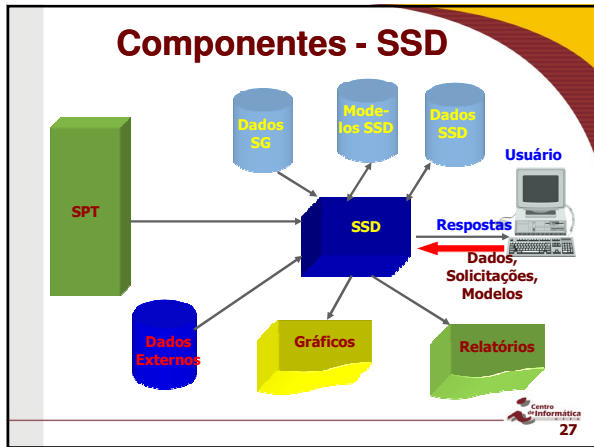 Componentes - SSD
Dados
SG
Mode-
los SSD
Dados
SSD
Usuário
SPT
SSD
Respostas
Dados,
Solicitações,
Modelos
Dados
Externos
Gráficos
Relatórios
Centro
de Informática
27